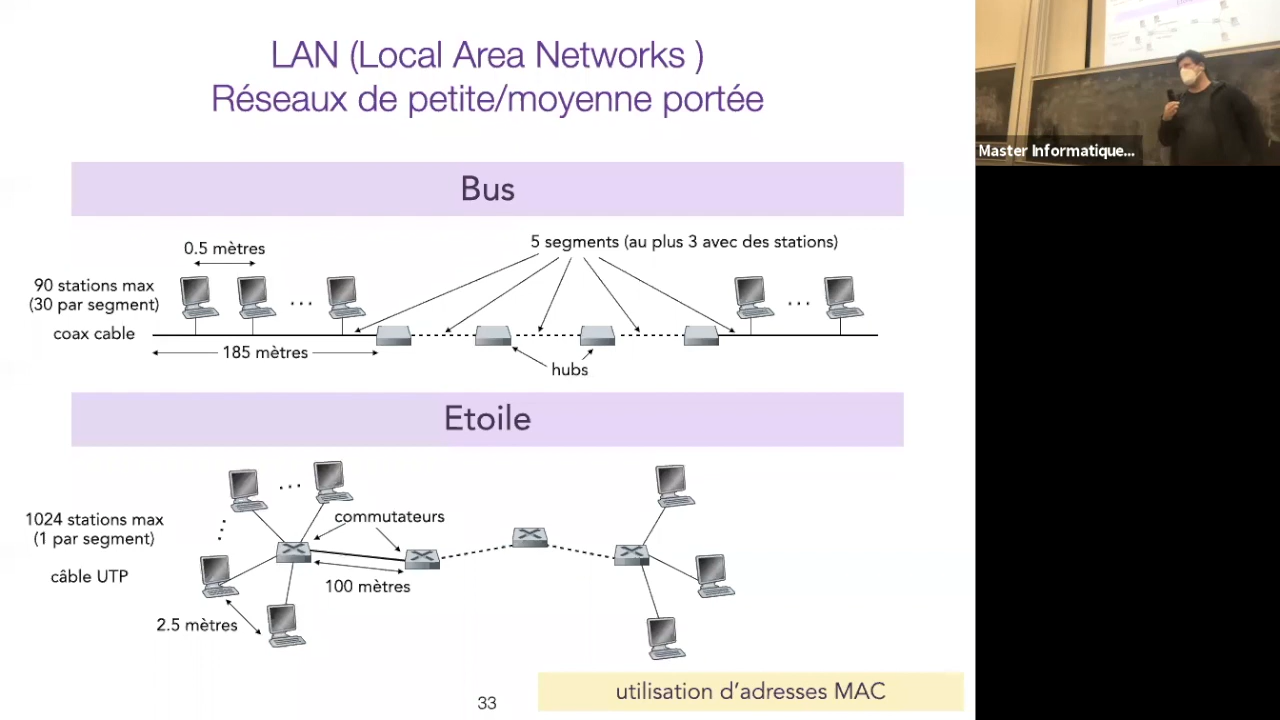 LAN (Local Area Networks )
Réseaux de petite/moyenne portée
Master Informatique...
Bus
0.5 mètres
5 segments (au plus 3 avec des stations)
90 stations max
(30 par segment)
...
...
coax cable
185 mètres
hubs
Etoile
...
1024 stations max
(1 par segment)
commutateurs
câble UTP
100 mètres
2.5 mètres
utilisation d'adresses MAC
33